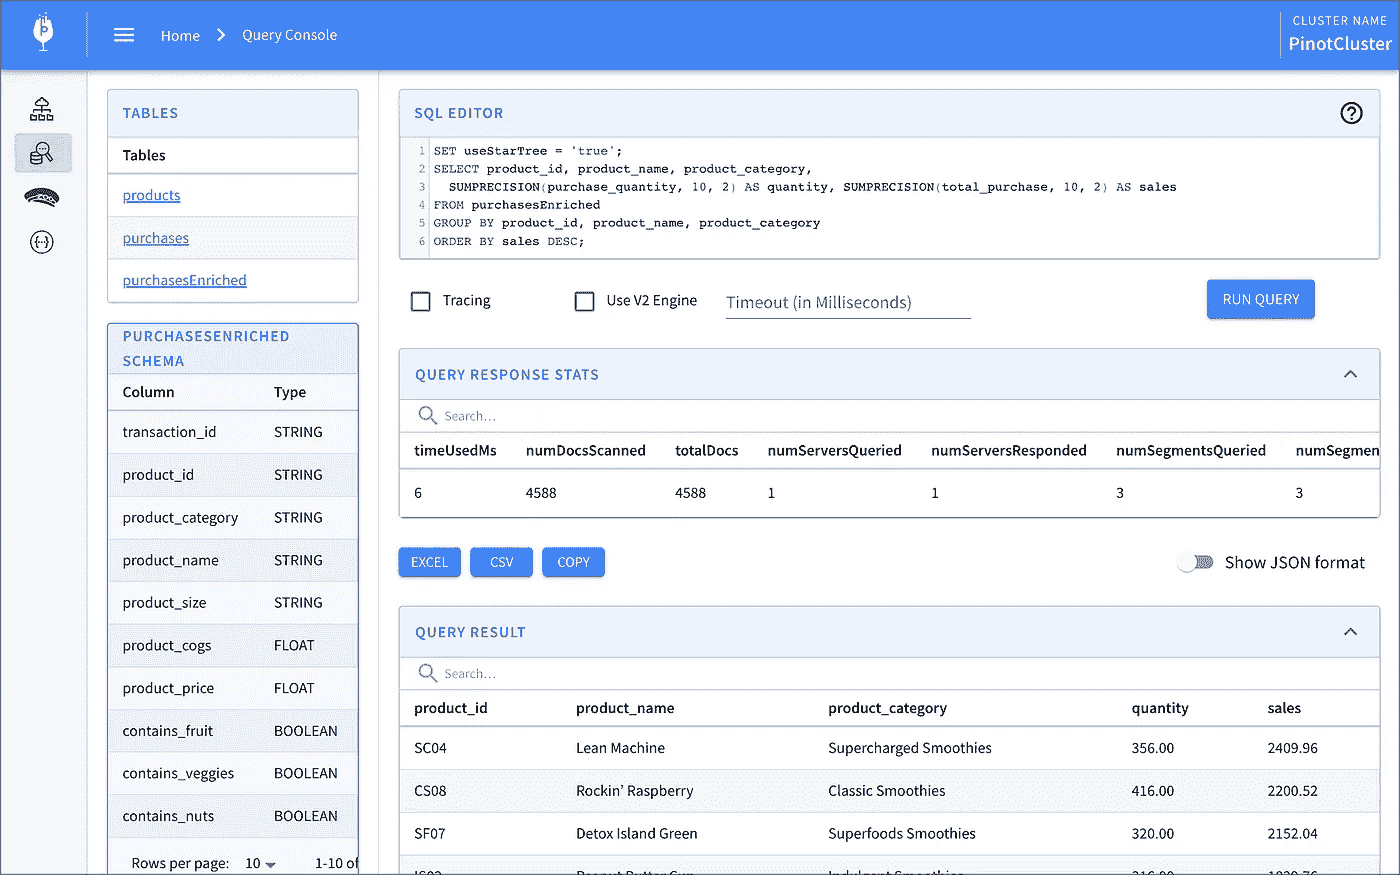 P
Home
Query Console
CLUSTER NAME
PinotCluster
TABLES
Tables
products
purchases
purchasesEnriched
PURCHASESENRICHED
SCHEMA
Column Type
transaction_id STRING
product_id STRING
product_category STRING
product_name STRING
product_size STRING
product_cogs FLOAT
product_price FLOAT
contains_fruit BOOLEAN
contains_veggies BOOLEAN
contains_nuts BOOLEAN
Rows per page: 10 1-10 of
SQL EDITOR
?
1 SET useStarTree = 'true';
2 SELECT product_id, product_name, product_category,
3 SUMPRECISION(purchase_quantity, 10, 2) AS quantity, SUMPRECISION(total_purchase, 10, 2) AS sales
4 FROM purchasesEnriched
5 GROUP BY product_id, product_name, product_category
6 ORDER BY sales DESC;
Tracing
Use V2 Engine
Timeout (in Milliseconds)
RUN QUERY
QUERY RESPONSE STATS
Search...
timeUsedMs numDocsScanned totalDocs numServersQueried numServersResponded numSegmentsQueried numSegmen
6 4588 4588 1 1 3 3
EXCEL
CSV
COPY
Show JSON format
QUERY RESULT
Search...
product_id product_name product_category quantity sales
SC04 Lean Machine Supercharged Smoothies 356.00 2409.96
CS08 Rockin’ Raspberry Classic Smoothies 416.00 2200.52
SF07 Detox Island Green Superfoods Smoothies 320.00 2152.04